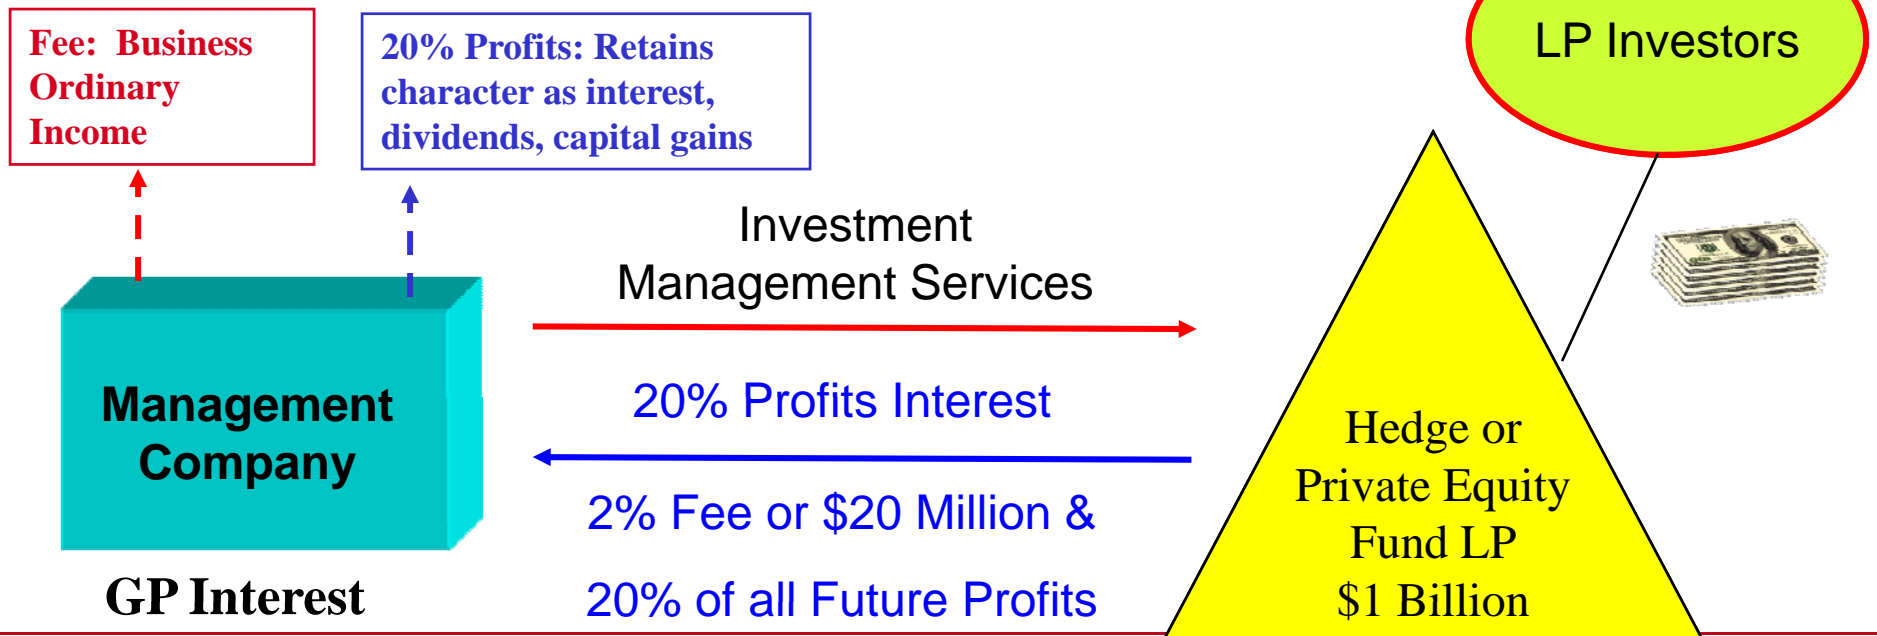 Fee: Business
Ordinary
Income
20% Profits: Retains
character as interest,
dividends, capital gains
LP Investors
Investment
Management Services
20% Profits Interest
2% Fee or $20 Million &
20% of all Future Profits
Management
Company
GP Interest
Hedge or
Private Equity
Fund LP
$1 Billion